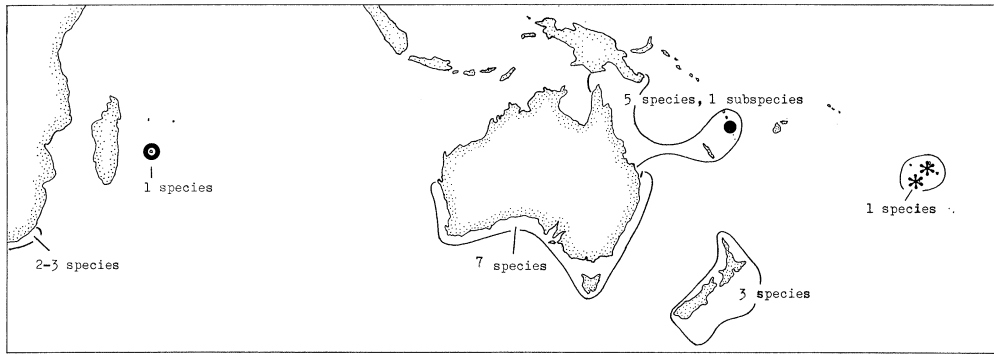 5 species, 1 subspecies
1 species
1 species
2-3 species
7 species
3 species